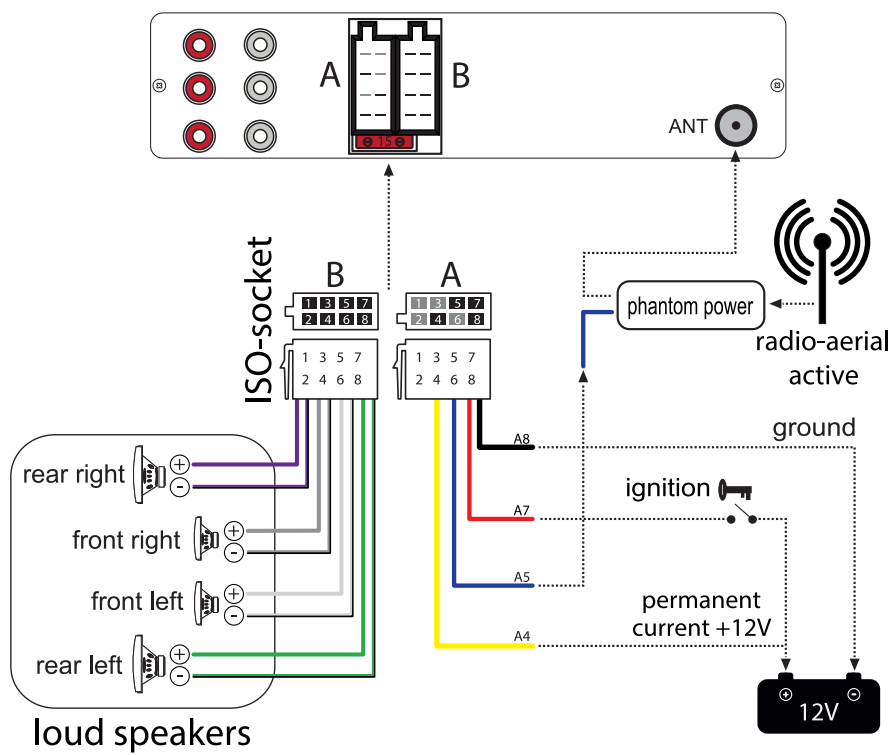 A
B
15
ANT
ISO-socket
B
A
1 3 5 7
2 4 6 8
1 3 5 7
2 4 6 8
1 3 5 7
2 4 6 8
1 3 5 7
2 4 6 8
phantom power
radio-aerial
active
A8
ground
A7
ignition
A5
permanent
current +12V
A4
rear right
+
-
front right
+
-
front left
+
-
rear left
+
-
loud speakers
+
-
12V